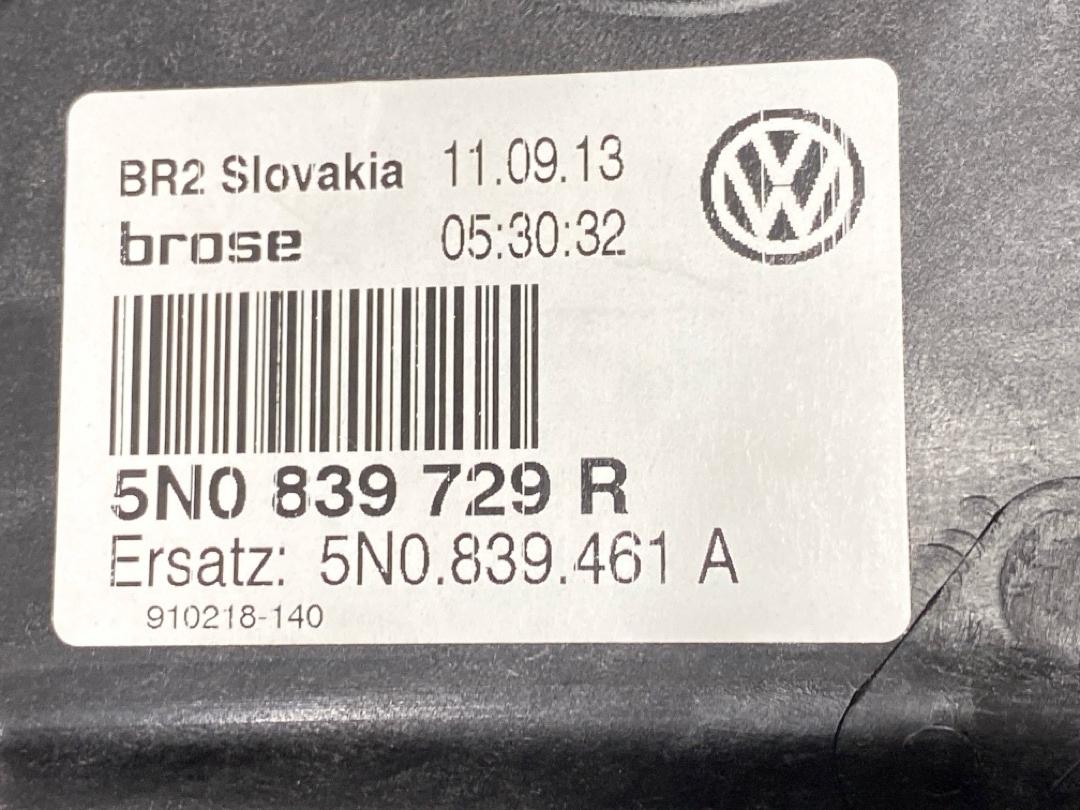 BR2 Slovakia 11.09.13
brose 05:30:32
5N0 839 729 R
Ersatz: 5N0.839.461 A
910218-140